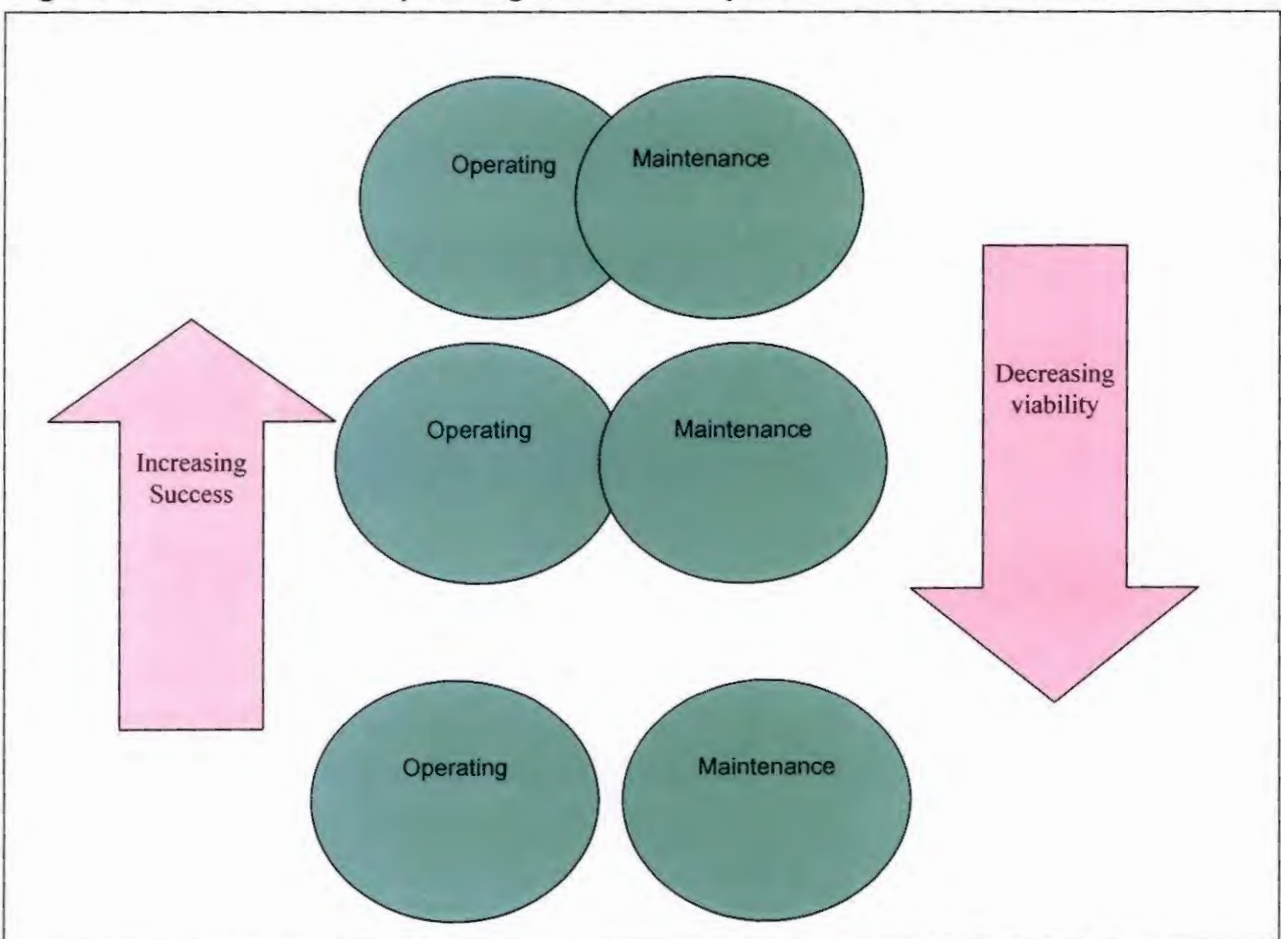 Operating
Maintenance
Decreasing
viability
Operating
Maintenance
Increasing
Success
Operating
Maintenance